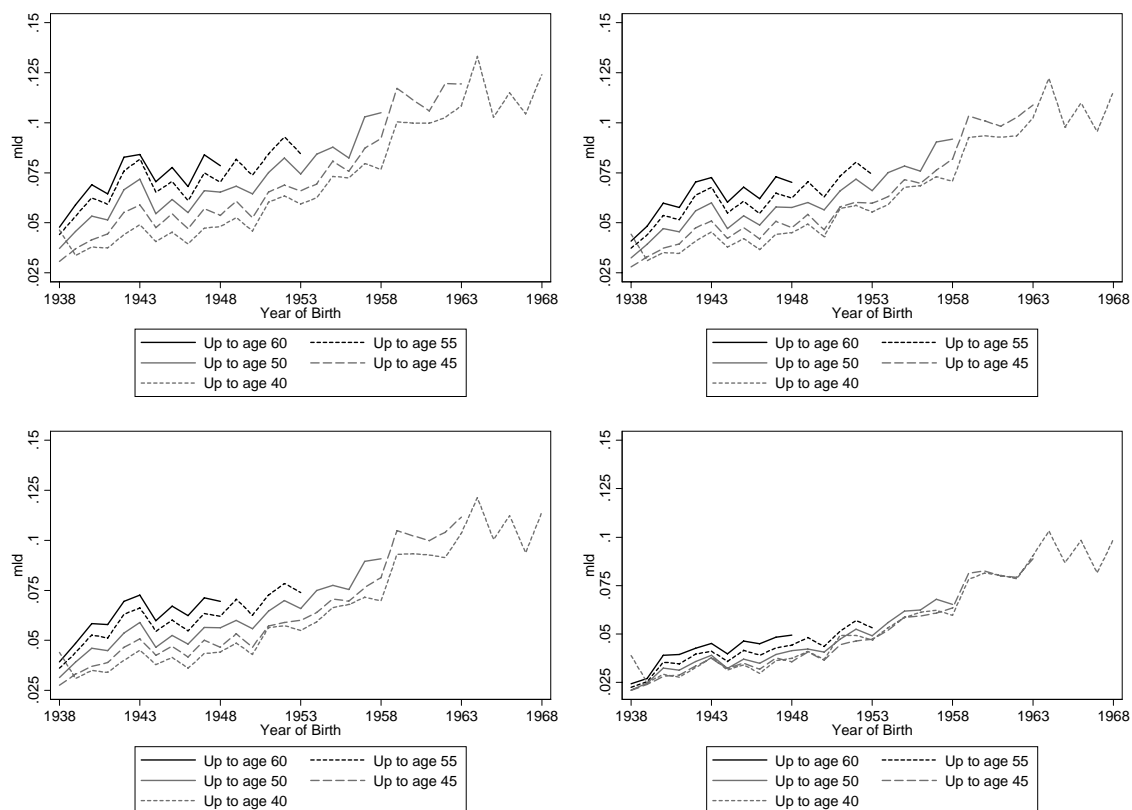 .15
.125
.1
.075
.05
.025
mld
1938 1943 1948 1953 1958 1963 1968
Year of Birth
Up to age 60 Up to age 55
Up to age 50 Up to age 45
Up to age 40
.15
.125
.1
.075
.05
.025
mld
1938 1943 1948 1953 1958 1963 1968
Year of Birth
Up to age 60 Up to age 55
Up to age 50 Up to age 45
Up to age 40
.15
.125
.1
.075
.05
.025
mld
1938 1943 1948 1953 1958 1963 1968
Year of Birth
Up to age 60 Up to age 55
Up to age 50 Up to age 45
Up to age 40
.15
.125
.1
.075
.05
.025
mld
1938 1943 1948 1953 1958 1963 1968
Year of Birth
Up to age 60 Up to age 55
Up to age 50 Up to age 45
Up to age 40